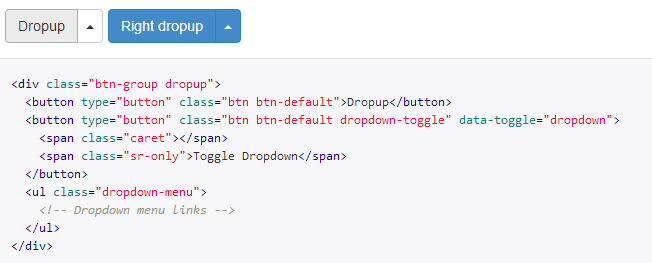 Dropup Right dropup
<div class="btn-group dropup">
  <button type="button" class="btn btn-default">Dropup</button>
  <button type="button" class="btn btn-default dropdown-toggle" data-toggle="dropdown">
    <span class="caret"></span>
    <span class="sr-only">Toggle Dropdown</span>
  </button>
  <ul class="dropdown-menu">
    <!-- Dropdown menu links -->
  </ul>
</div>